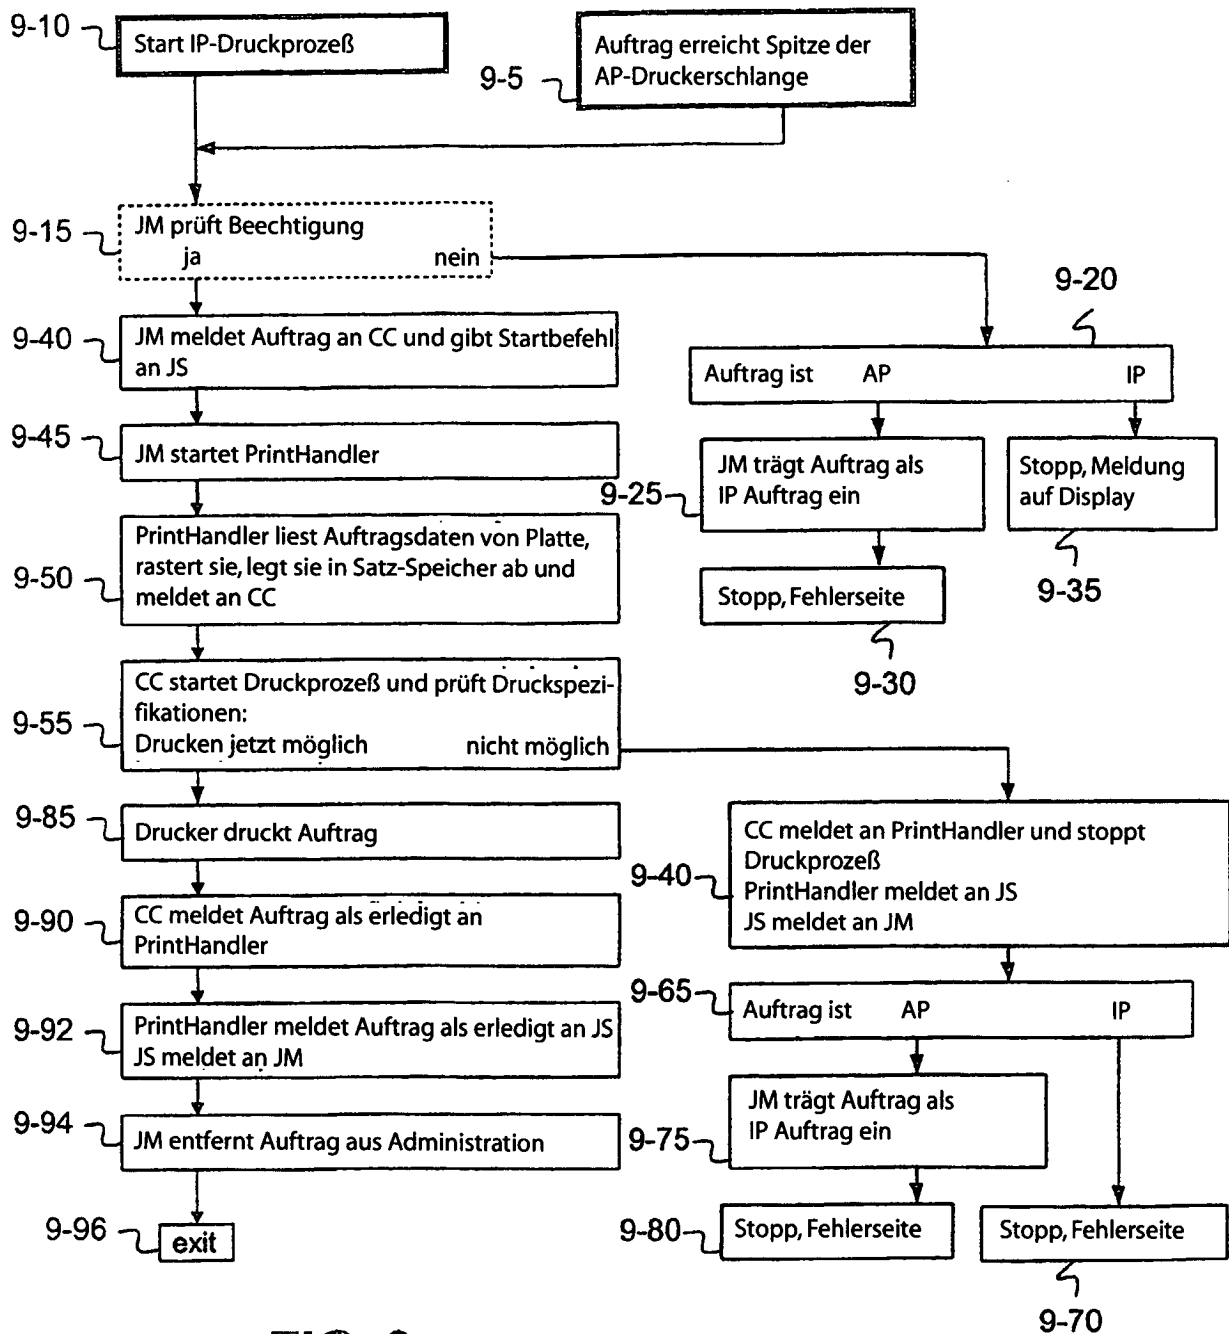 9-10
Start IP-Druckprozeß
9-5
Auftrag erreicht Spitze der
AP-Druckerschlange
9-15
JM prüft Beechtigung
ja nein
9-20
9-40
JM meldet Auftrag an CC und gibt Startbefehl
an JS
Auftrag ist AP IP
9-45
JM startet PrintHandler
9-25
JM trägt Auftrag als
IP Auftrag ein
Stopp, Meldung
auf Display
9-35
9-50
PrintHandler liest Auftragsdaten von Platte,
rastert sie, legt sie in Satz-Speicher ab und
meldet an CC
Stopp, Fehlerseite
9-30
9-55
CC startet Druckprozeß und prüft Druckspezi-
fikationen:
Drucken jetzt möglich nicht möglich
9-85
Drucker druckt Auftrag
9-40
CC meldet an PrintHandler und stoppt
Druckprozeß
PrintHandler meldet an JS
JS meldet an JM
9-90
CC meldet Auftrag als erledigt an
PrintHandler
9-65
Auftrag ist AP IP
9-92
PrintHandler meldet Auftrag als erledigt an JS
JS meldet an JM
9-75
JM trägt Auftrag als
IP Auftrag ein
9-94
JM entfernt Auftrag aus Administration
9-96
exit
9-80
Stopp, Fehlerseite
Stopp, Fehlerseite
9-70